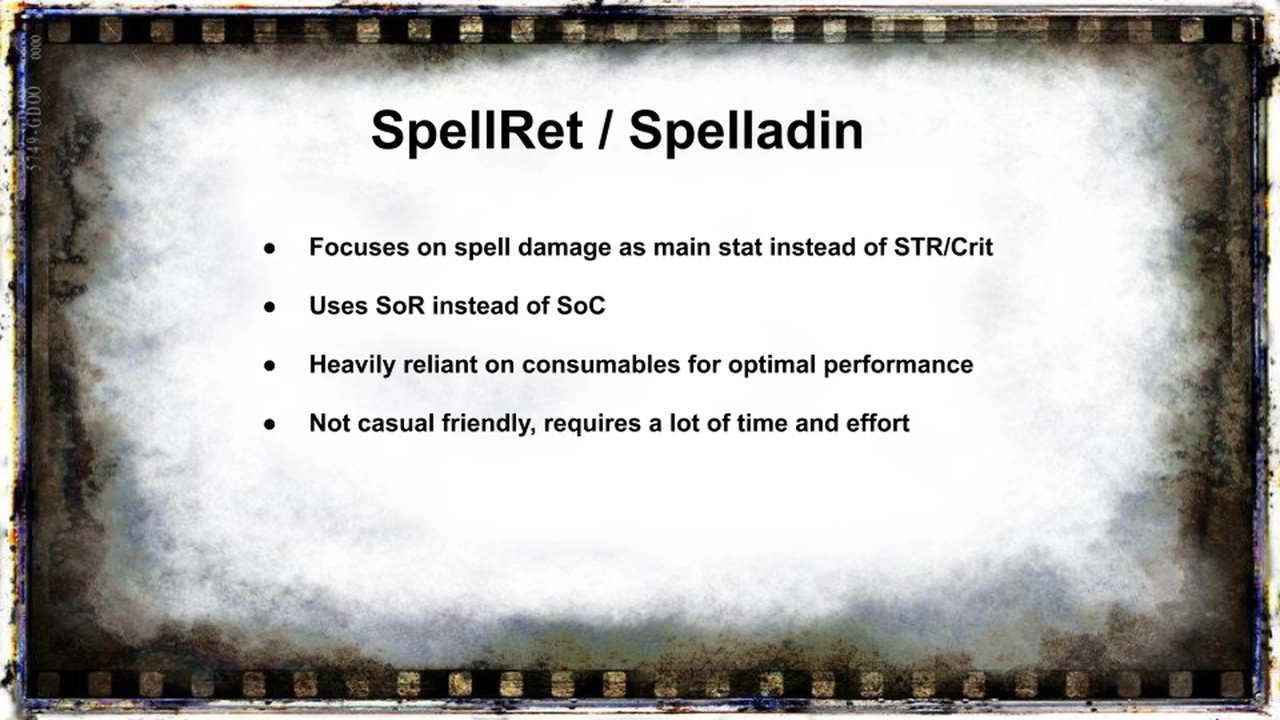 SpellRet / Spelladin
● Focuses on spell damage as main stat instead of STR/Crit
● Uses SoR instead of SoC
● Heavily reliant on consumables for optimal performance
● Not casual friendly, requires a lot of time and effort
0000